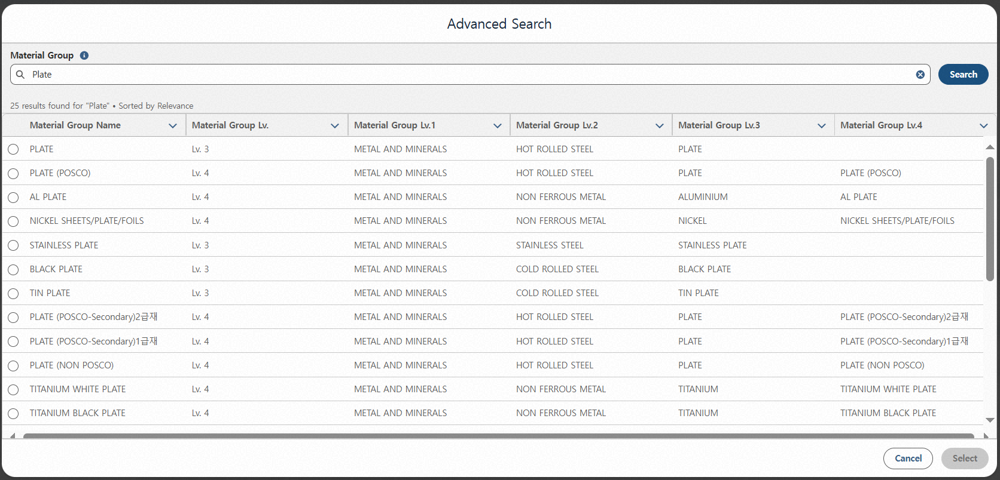 Advanced Search
Material Group
Plate
Search
25 results found for "Plate" • Sorted by Relevance
Material Group Name Material Group Lv. Material Group Lv.1 Material Group Lv.2 Material Group Lv.3 Material Group Lv.4
PLATE Lv. 3 METAL AND MINERALS HOT ROLLED STEEL PLATE
PLATE (POSCO) Lv. 4 METAL AND MINERALS HOT ROLLED STEEL PLATE PLATE (POSCO)
AL PLATE Lv. 4 METAL AND MINERALS NON FERROUS METAL ALUMINIUM AL PLATE
NICKEL SHEETS/PLATE/FOILS Lv. 4 METAL AND MINERALS NON FERROUS METAL NICKEL NICKEL SHEETS/PLATE/FOILS
STAINLESS PLATE Lv. 3 METAL AND MINERALS STAINLESS STEEL STAINLESS PLATE
BLACK PLATE Lv. 3 METAL AND MINERALS COLD ROLLED STEEL BLACK PLATE
TIN PLATE Lv. 3 METAL AND MINERALS COLD ROLLED STEEL TIN PLATE
PLATE (POSCO-Secondary)2급재 Lv. 4 METAL AND MINERALS HOT ROLLED STEEL PLATE PLATE (POSCO-Secondary)2급재
PLATE (POSCO-Secondary)1급재 Lv. 4 METAL AND MINERALS HOT ROLLED STEEL PLATE PLATE (POSCO-Secondary)1급재
PLATE (NON POSCO) Lv. 4 METAL AND MINERALS HOT ROLLED STEEL PLATE PLATE (NON POSCO)
TITANIUM WHITE PLATE Lv. 4 METAL AND MINERALS NON FERROUS METAL TITANIUM TITANIUM WHITE PLATE
TITANIUM BLACK PLATE Lv. 4 METAL AND MINERALS NON FERROUS METAL TITANIUM TITANIUM BLACK PLATE
Cancel Select